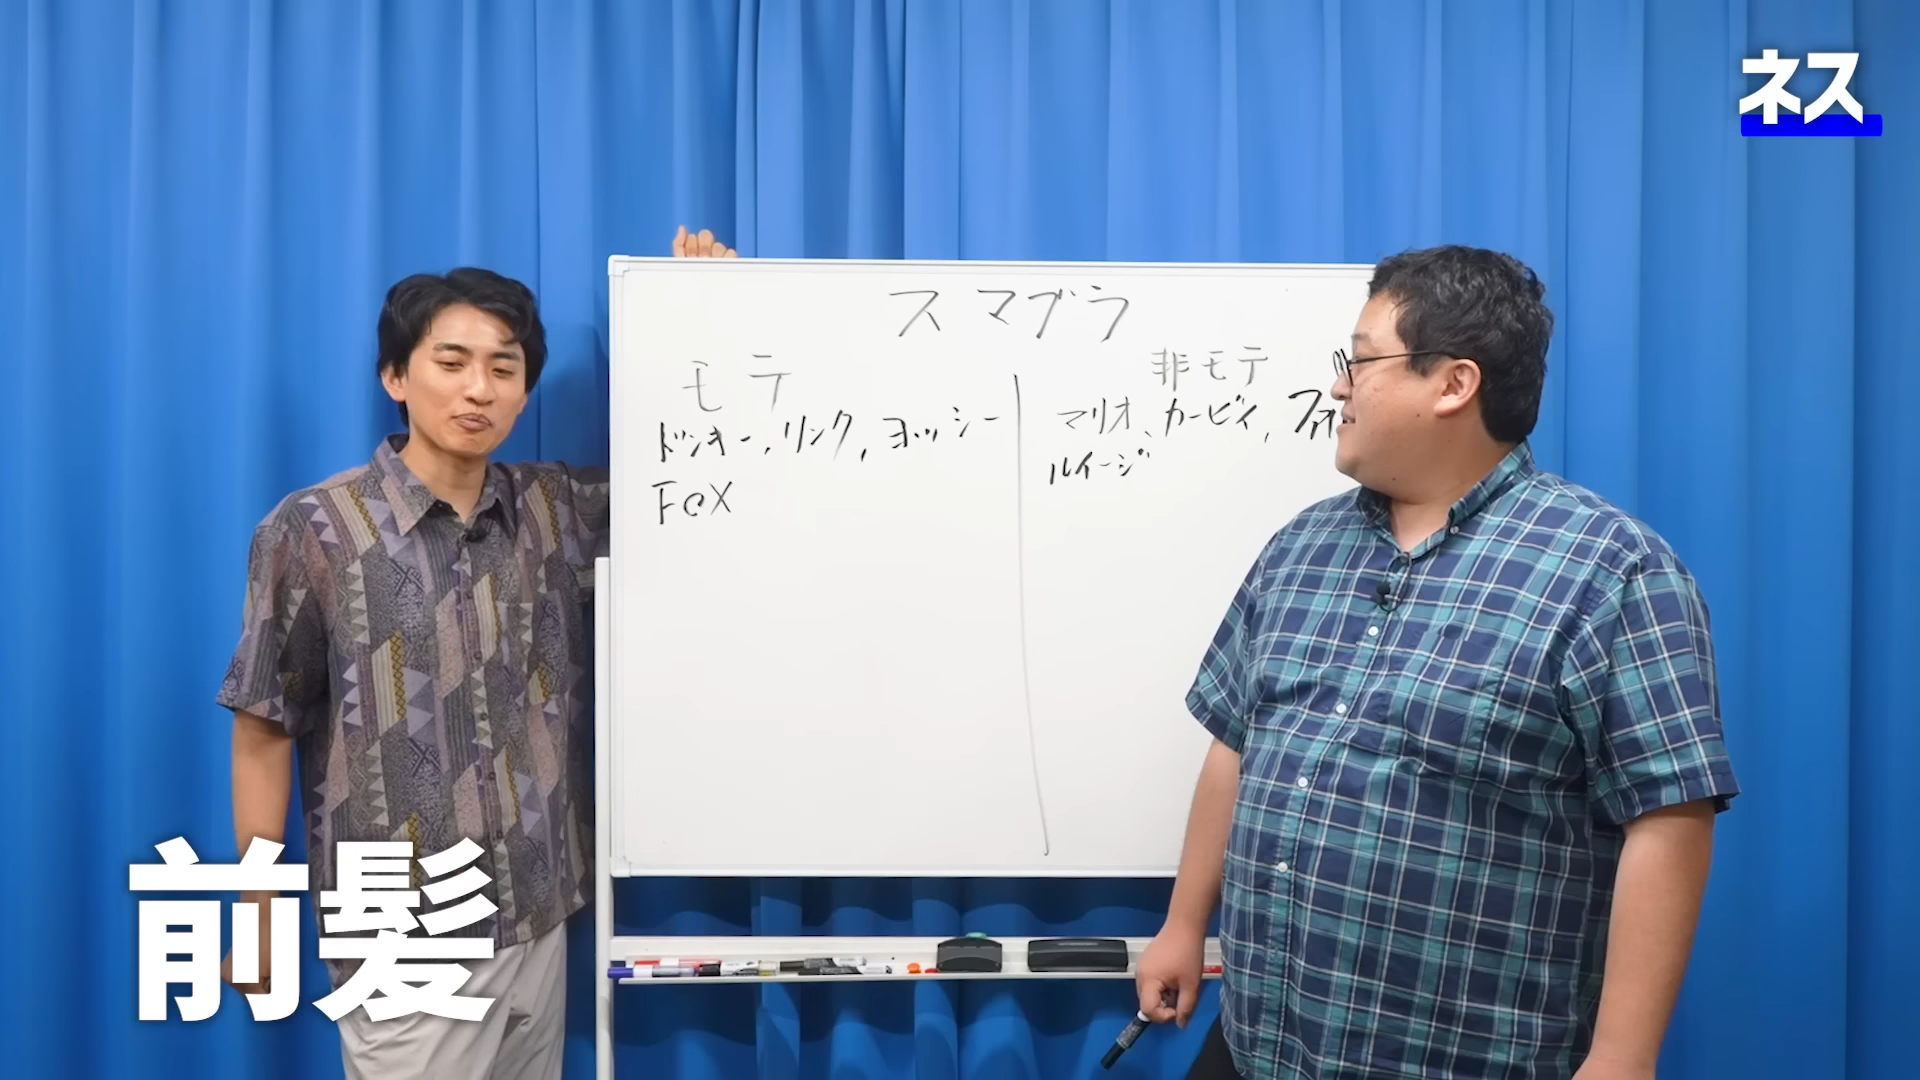 ネス
スマブラ
モテ
ドンキー,リンク,ヨッシー
FOX
非モテ
マリオ、カービィ,
ルイージ
前髪